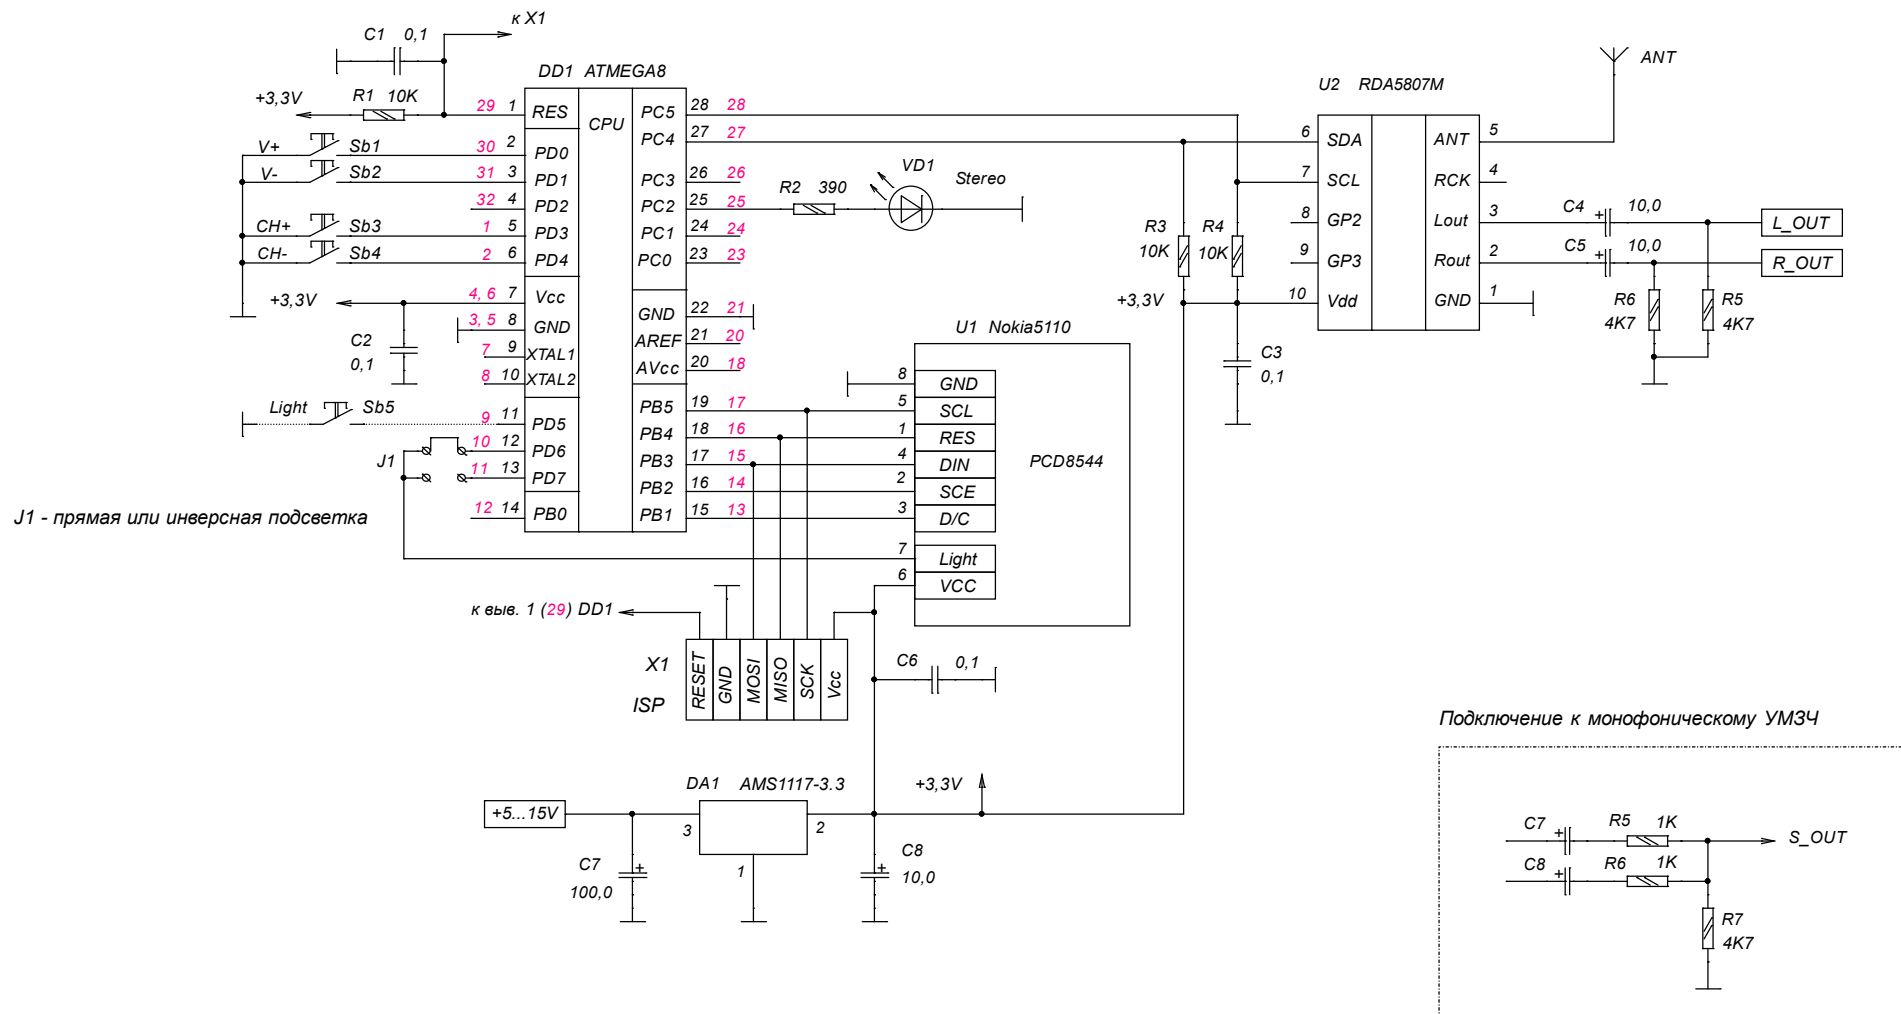 к X1
C1 0,1
DD1 ATMEGA8
+3,3V R1 10K 29 1 RES
CPU
PC5 28 28
PC4 27 27
V+ Sb1 30 2 PD0
V- Sb2 31 3 PD1
32 4 PD2
CH+ Sb3 1 5 PD3
CH- Sb4 2 6 PD4
PC3 26 26
PC2 25 25
PC1 24 24
PC0 23 23
R2 390
VD1
Stereo
+3,3V 4, 6 7 Vcc
3, 5 8 GND
7 9 XTAL1
8 10 XTAL2
C2
0,1
GND 22 21
AREF 21 20
AVcc 20 18
Light Sb5 9 11 PD5
10 12 PD6
J1 11 13 PD7
12 14 PB0
PB5 19 17
PB4 18 16
PB3 17 15
PB2 16 14
PB1 15 13
J1 - прямая или инверсная подсветка
U1 Nokia5110
8 GND
5 SCL
1 RES
4 DIN
2 SCE
3 D/C
7 Light
6 VCC
PCD8544
U2 RDA5807M
ANT
6 SDA
7 SCL
8 GP2
9 GP3
10 Vdd
ANT 5
RCK 4
Lout 3
Rout 2
GND 1
R3
10K
R4
10K
+3,3V
C3
0,1
C4 + 10,0
C5 + 10,0
L_OUT
R_OUT
R6
4K7
R5
4K7
к выв. 1 (29) DD1
X1
ISP
RESET
GND
MOSI
MISO
SCK
Vcc
C6 0,1
DA1 AMS1117-3.3
+3,3V
+5...15V
3
2
1
C7
100,0
+
C8
10,0
+
Подключение к монофоническому УМЗЧ
C7 + R5 1K
S_OUT
C8 + R6 1K
R7
4K7